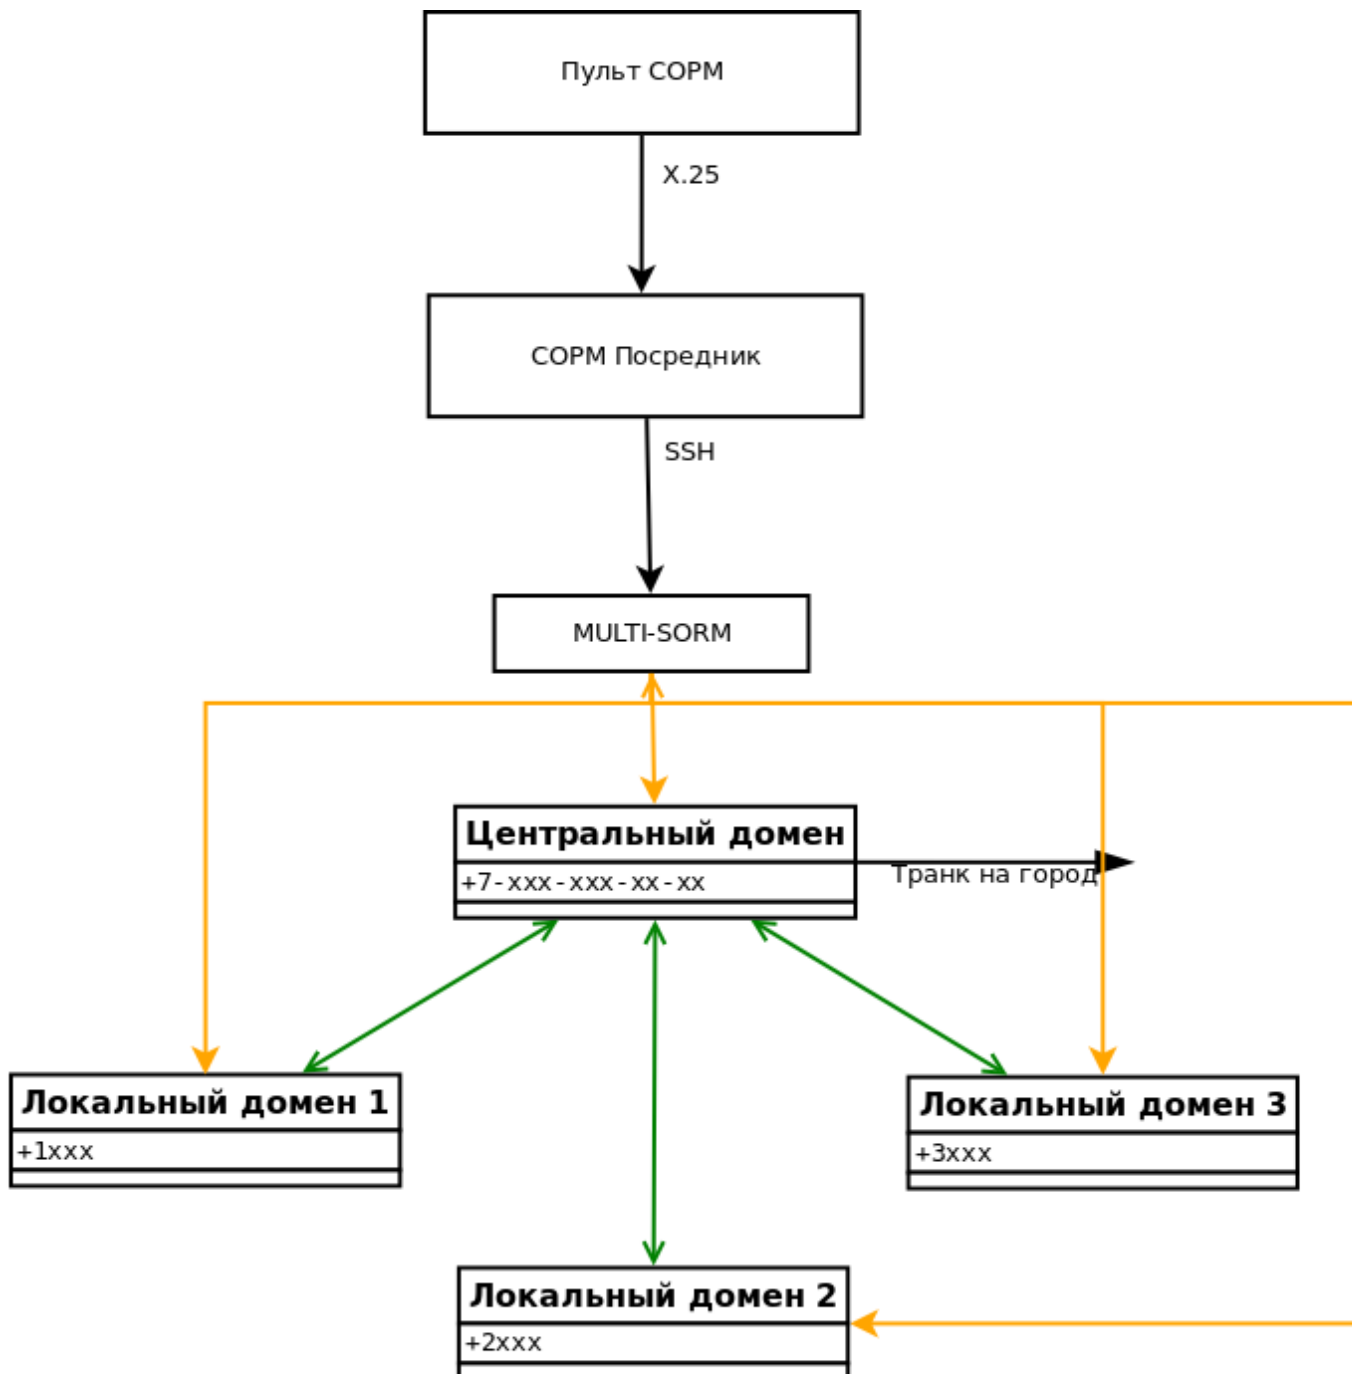 Пульт СОРМ
X.25
СОРМ Посредник
SSH
MULTI-SORM
Центральный домен
+7-xxx-xxx-xx-xx
Транк на город
Локальный домен 1
+1xxx
Локальный домен 3
+3xxx
Локальный домен 2
+2xxx